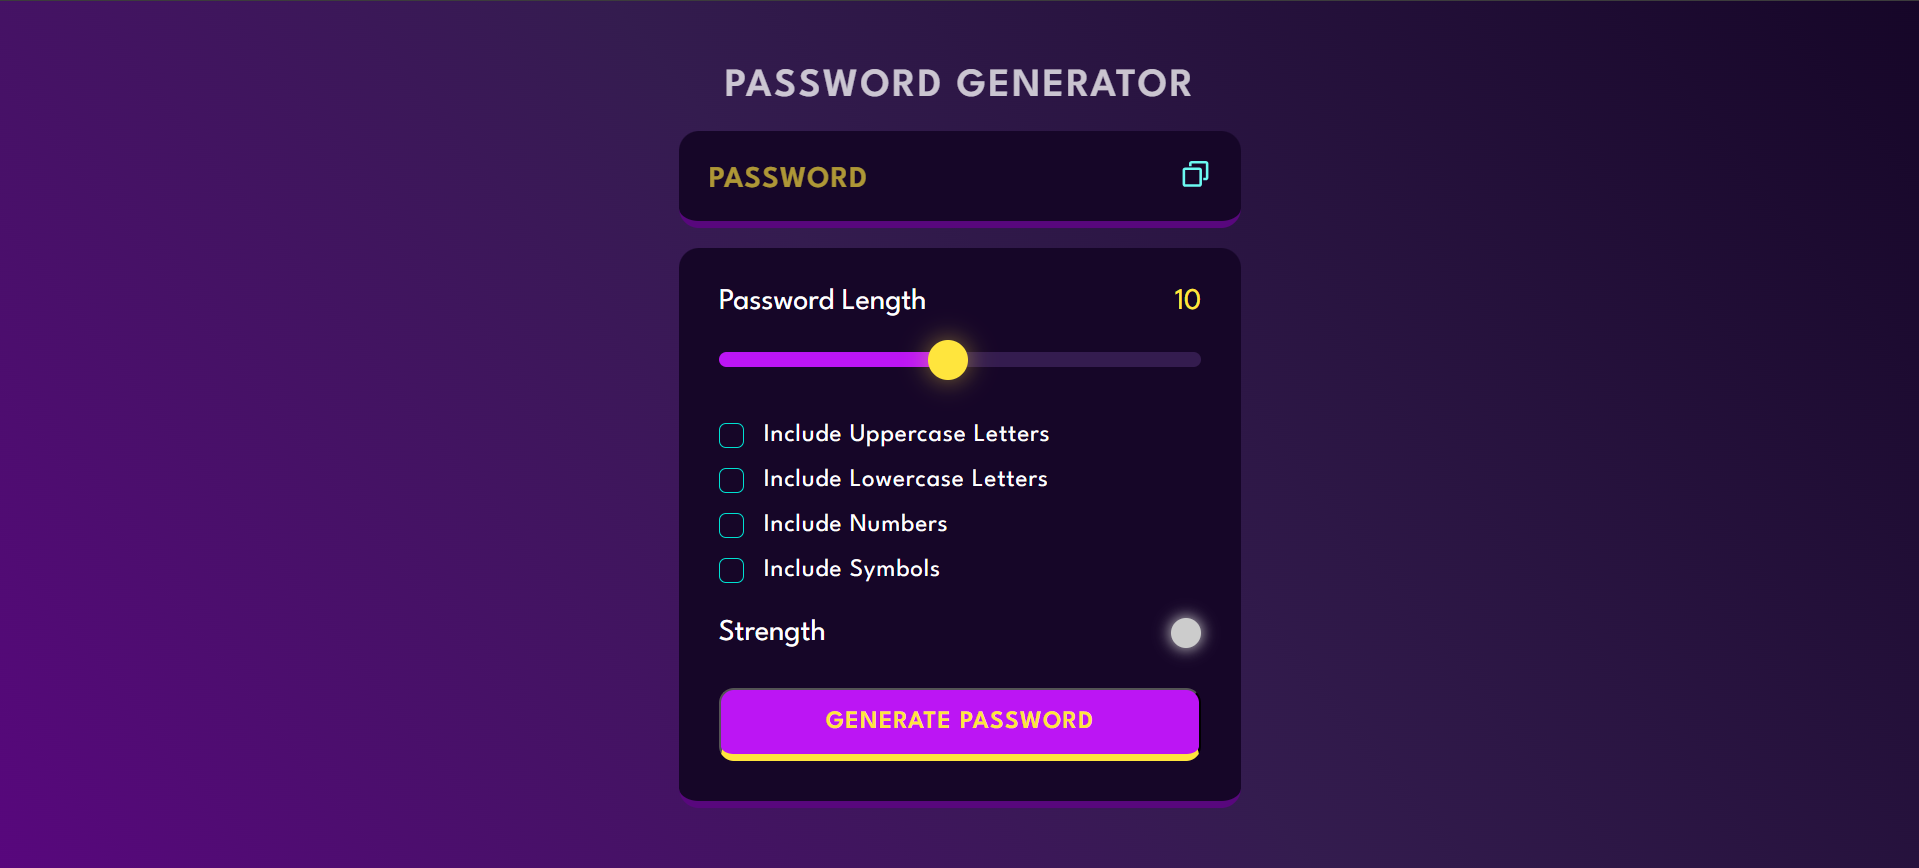 PASSWORD GENERATOR
PASSWORD
Password Length 10
Include Uppercase Letters
Include Lowercase Letters
Include Numbers
Include Symbols
Strength
GENERATE PASSWORD